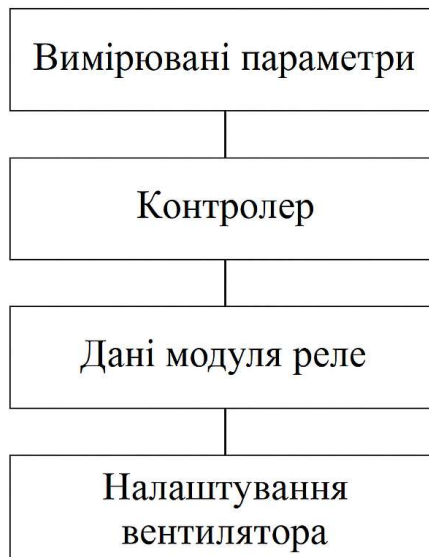 Вимірювані параметри
Контролер
Дані модуля реле
Налаштування
вентилятора